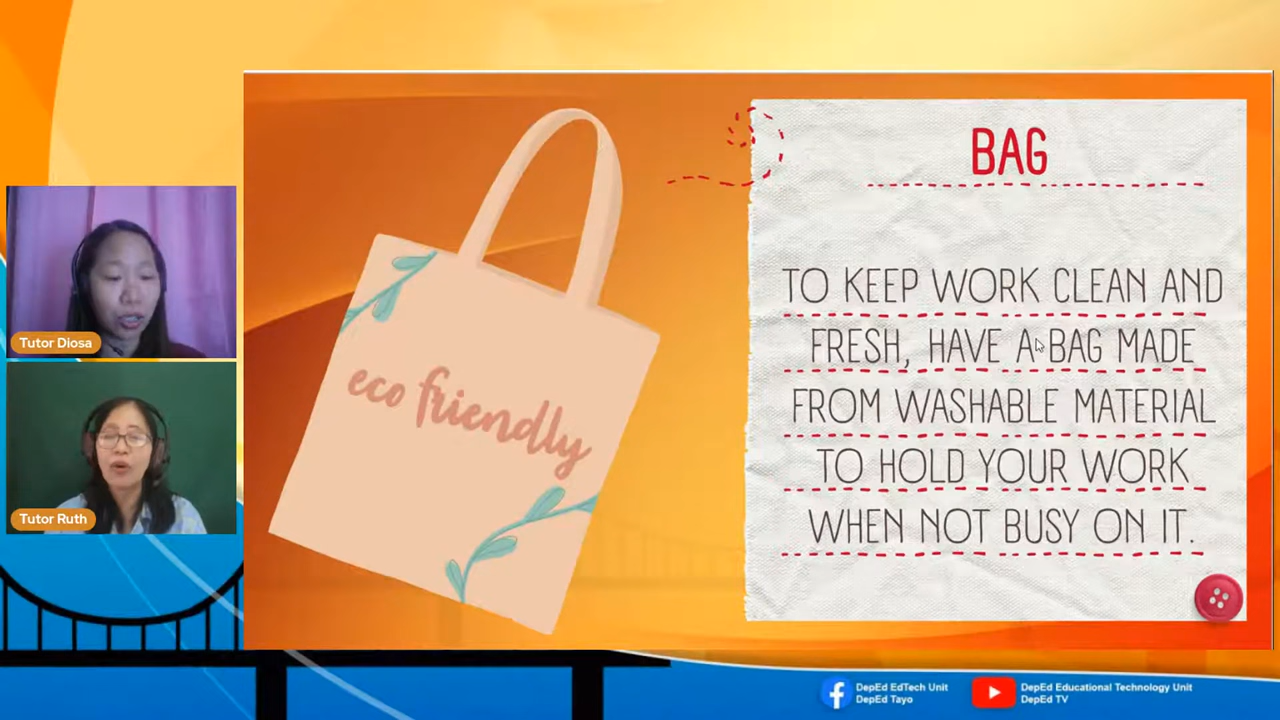 Tutor Diosa
Tutor Ruth
eco friendly
BAG
TO KEEP WORK CLEAN AND
FRESH, HAVE A BAG MADE
FROM WASHABLE MATERIAL
TO HOLD YOUR WORK
WHEN NOT BUSY ON IT.
DepEd EdTech Unit
DepEd Tayo
DepEd Educational Technology Unit
DepEd TV